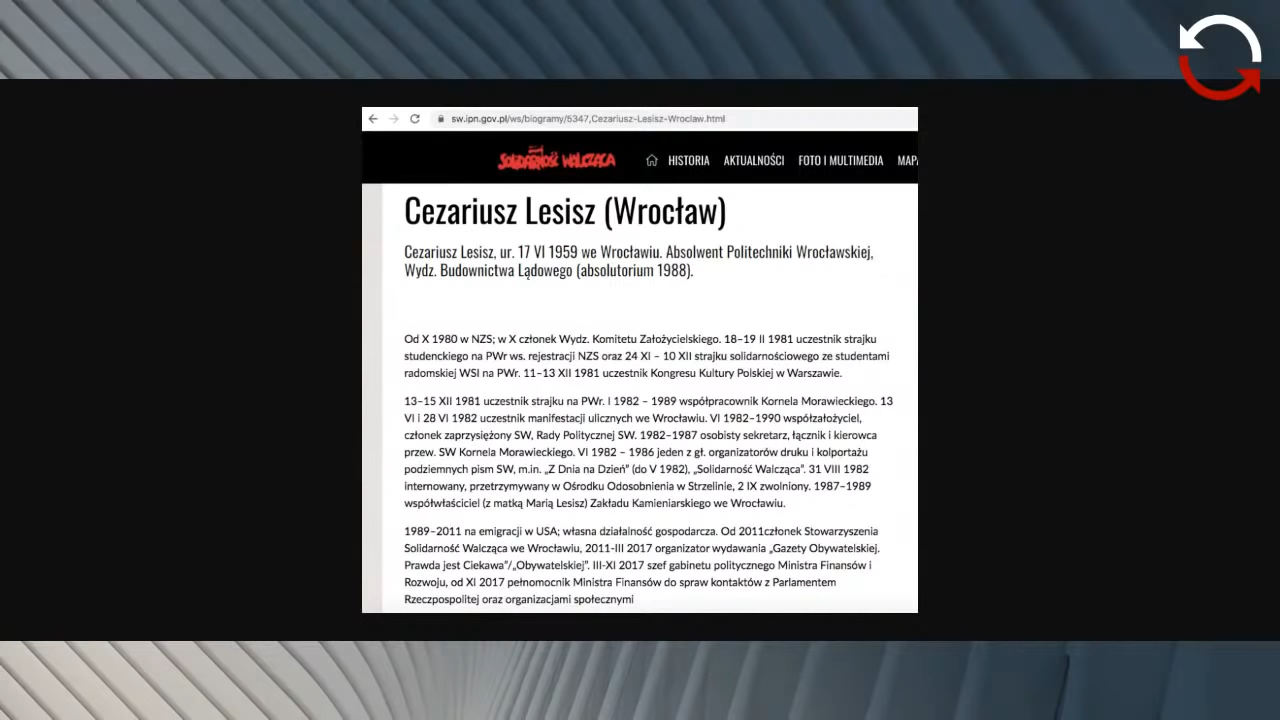 sw.ipn.gov.pl/ws/biogramy/5347,Cezariusz-Lesisz-Wroclaw.html
SOLIDARNOŚĆ WALCZĄCA HISTORIA AKTUALNOŚCI FOTO I MULTIMEDIA MAPA
Cezariusz Lesisz (Wrocław)
Cezariusz Lesisz, ur. 17 VI 1959 we Wrocławiu. Absolwent Politechniki Wrocławskiej,
Wydz. Budownictwa Lądowego (absolutorium 1988).
Od X 1980 w NZS; w X członek Wydz. Komitetu Założycielskiego. 18–19 II 1981 uczestnik strajku
studenckiego na PWr ws. rejestracji NZS oraz 24 XI – 10 XII strajku solidarnościowego ze studentami
radomskiej WSI na PWr. 11–13 XII 1981 uczestnik Kongresu Kultury Polskiej w Warszawie.
13–15 XII 1981 uczestnik strajku na PWr. I 1982 – 1989 współpracownik Kornela Morawieckiego. 13
VI i 28 VI 1982 uczestnik manifestacji ulicznych we Wrocławiu. VI 1982–1990 współzałożyciel,
członek zaprzysiężony SW, Rady Politycznej SW. 1982–1987 osobisty sekretarz, łącznik i kierowca
przew. SW Kornela Morawieckiego. VI 1982 – 1986 jeden z gł. organizatorów druku i kolportażu
podziemnych pism SW, m.in. „Z Dnia na Dzień” (do V 1982), „Solidarność Walcząca”. 31 VIII 1982
internowany, przetrzymywany w Ośrodku Odosobnienia w Strzelinie, 2 IX zwolniony. 1987–1989
współwłaściciel (z matką Marią Lesisz) Zakładu Kamieniarskiego we Wrocławiu.
1989–2011 na emigracji w USA; własna działalność gospodarcza. Od 2011członek Stowarzyszenia
Solidarność Walcząca we Wrocławiu, 2011-III 2017 organizator wydawania „Gazety Obywatelskiej.
Prawda jest Ciekawa”/„Obywatelskiej”. III-XI 2017 szef gabinetu politycznego Ministra Finansów i
Rozwoju, od XI 2017 pełnomocnik Ministra Finansów do spraw kontaktów z Parlamentem
Rzeczpospolitej oraz organizacjami społecznymi